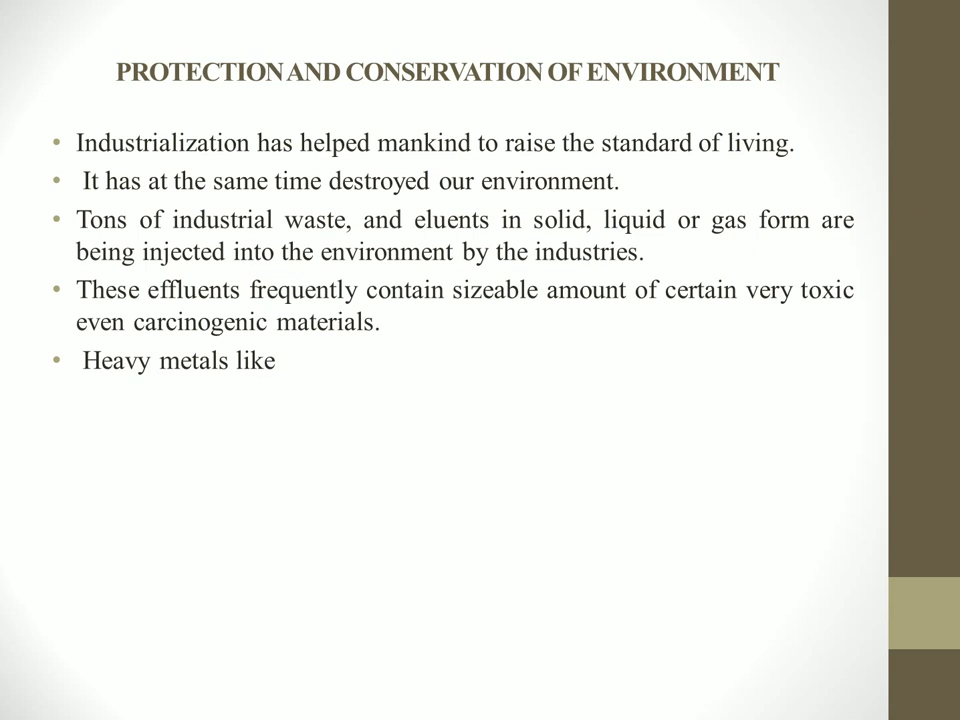 PROTECTION AND CONSERVATION OF ENVIRONMENT
• Industrialization has helped mankind to raise the standard of living.
• It has at the same time destroyed our environment.
• Tons of industrial waste, and eluents in solid, liquid or gas form are
being injected into the environment by the industries.
• These effluents frequently contain sizeable amount of certain very toxic
even carcinogenic materials.
• Heavy metals like